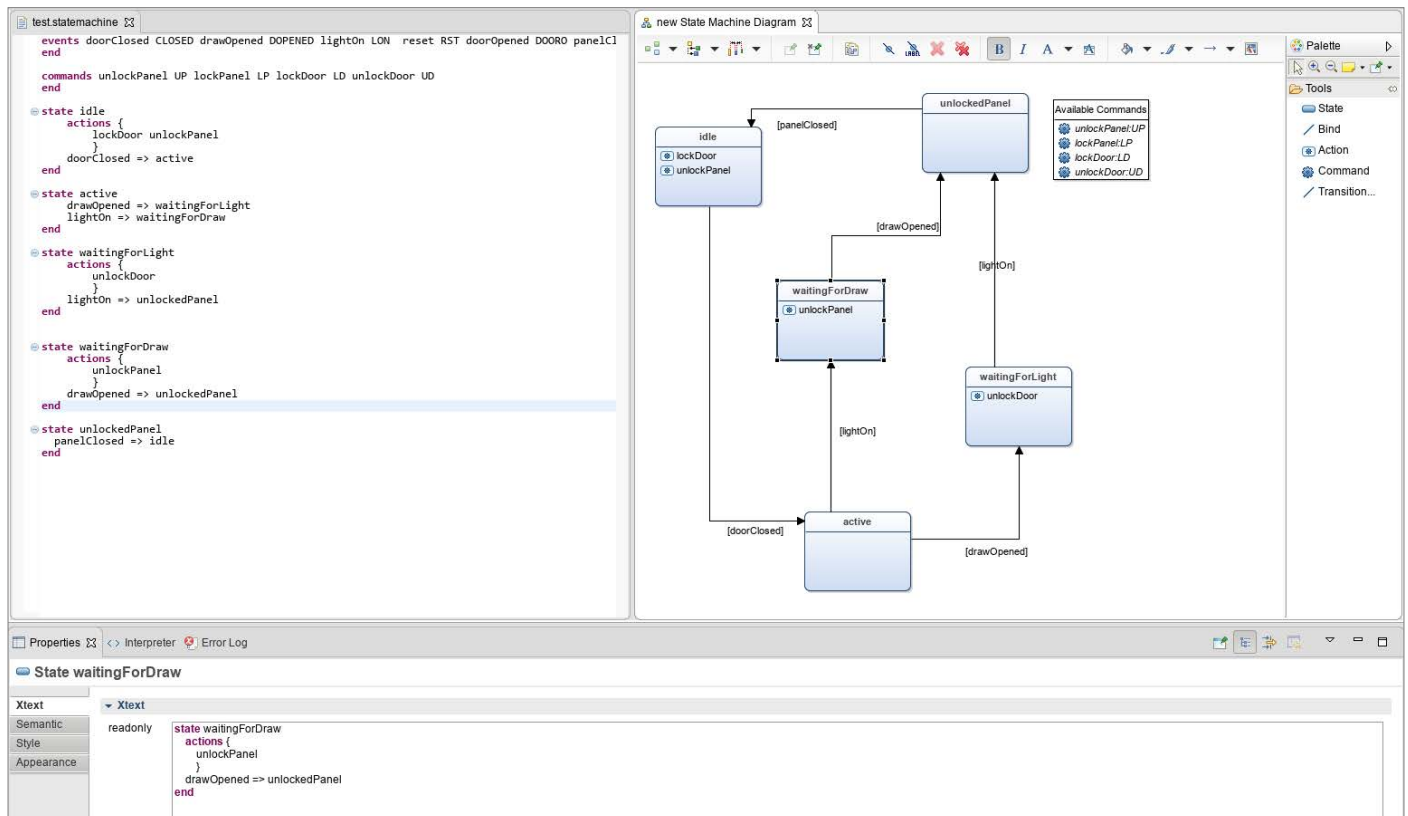 test.statemachine
events doorClosed CLOSED drawOpened DOPENED lightOn LON  reset RST doorOpened DOORO panelCl
end
commands unlockPanel UP lockPanel LP lockDoor LD unlockDoor UD
end
state idle
actions {
lockDoor unlockPanel
}
doorClosed => active
end
state active
drawOpened => waitingForLight
lightOn => waitingForDraw
end
state waitingForLight
actions {
unlockDoor
}
lightOn => unlockedPanel
end
state waitingForDraw
actions {
unlockPanel
}
drawOpened => unlockedPanel
end
state unlockedPanel
panelClosed => idle
end
new State Machine Diagram
B I A
unlockedPanel
[panelClosed]
idle
lockDoor
unlockPanel
Available Commands
unlockPanel:UP
lockPanel:LP
lockDoor:LD
unlockDoor:UD
[drawOpened]
[lightOn]
waitingForDraw
unlockPanel
waitingForLight
unlockDoor
[lightOn]
active
[doorClosed]
[drawOpened]
Palette
Tools
State
Bind
Action
Command
Transition...
Properties
Interpreter
Error Log
State waitingForDraw
Xtext
Semantic
Style
Appearance
Xtext
readonly
state waitingForDraw
actions {
unlockPanel
}
drawOpened => unlockedPanel
end